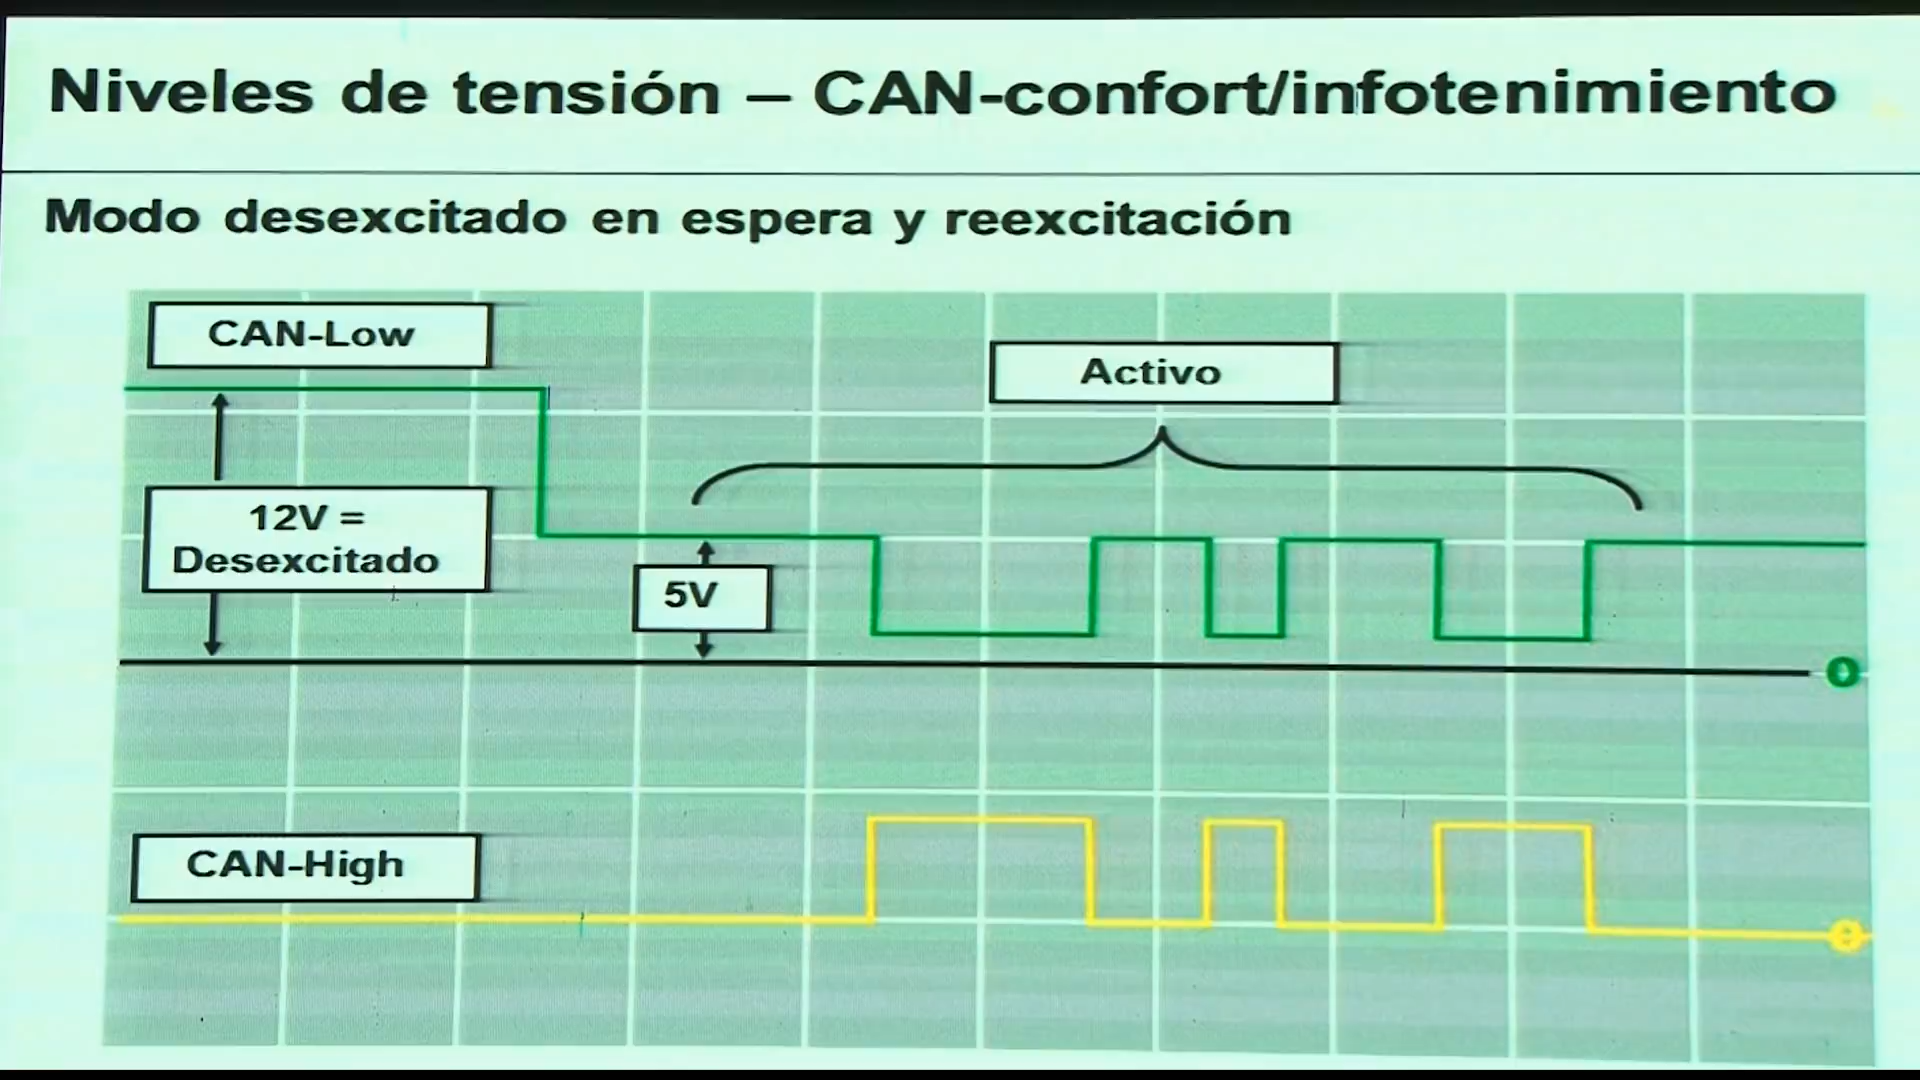 Niveles de tensión – CAN-confort/infotenimiento
Modo desexcitado en espera y reexcitación
CAN-Low
Activo
12V =
Desexcitado
5V
0
CAN-High
0